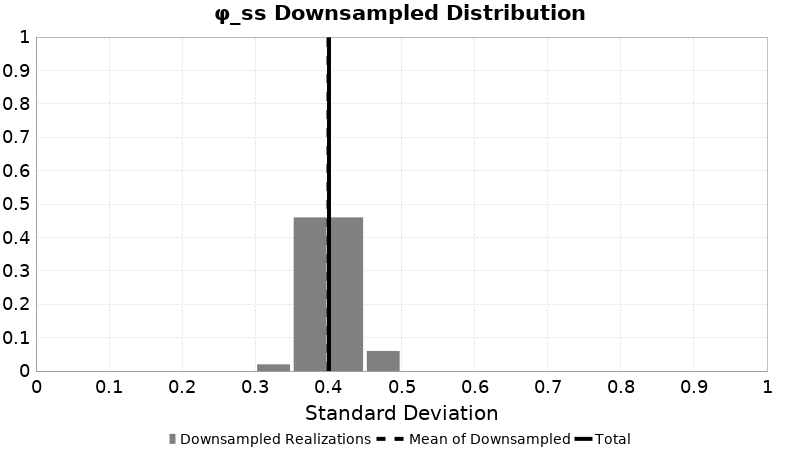 φ_ss Downsampled Distribution
1
0.9
0.8
0.7
0.6
0.5
0.4
0.3
0.2
0.1
0
0 0.1 0.2 0.3 0.4 0.5 0.6 0.7 0.8 0.9 1
Standard Deviation
Downsampled Realizations Mean of Downsampled Total